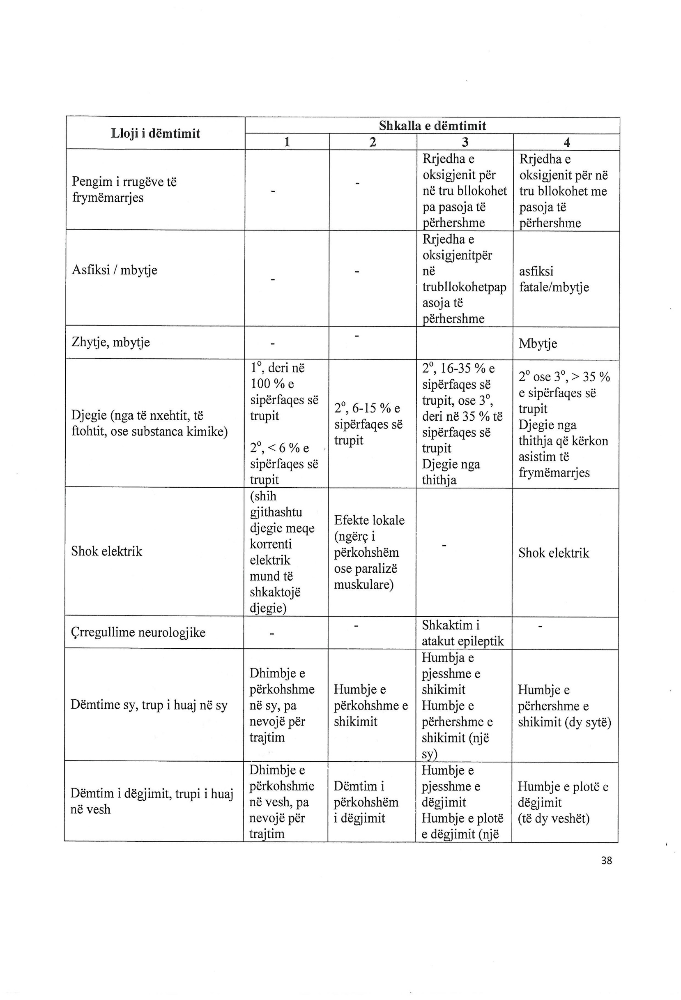 Lloji i dëmtimit
Shkalla e dëmtimit
1
2
3
4
Pengim i rrugëve të
frymëmarrjes
-
-
Rrjedha e
oksigjenit për
në tru bllokohet
pa pasoja të
përhershme
Rrjedha e
oksigjenit për në
tru bllokohet me
pasoja të
përhershme
Asfiksi / mbytje
-
-
Rrjedha e
oksigjenitpër
në
trubllokohetpap
asoja të
përhershme
asfiksi
fatale/mbytje
Zhytje, mbytje
-
-
Mbytje
Djegie (nga të nxehtit, të
ftohtit, ose substanca kimike)
1°, deri në
100 % e
sipërfaqes së
trupit
2°, < 6 % e
sipërfaqes së
trupit
2°, 6-15 % e
sipërfaqes së
trupit
2°, 16-35 % e
sipërfaqes së
trupit, ose 3°,
deri në 35 % të
sipërfaqes së
trupit
Djegie nga
thithja
2° ose 3°, > 35 %
e sipërfaqes së
trupit
Djegie nga
thithja që kërkon
asistim të
frymëmarrjes
Shok elektrik
(shih
gjithashtu
djegie meqe
korrenti
elektrik
mund të
shkaktojë
djegie)
Efekte lokale
(ngërç i
përkohshëm
ose paralizë
muskulare)
-
Shok elektrik
Çrregullime neurologjike
-
-
Shkaktim i
atakut epileptik
-
Dëmtime sy, trup i huaj në sy
Dhimbje e
përkohshme
në sy, pa
nevojë për
trajtim
Humbje e
përkohshme e
shikimit
Humbja e
pjesshme e
shikimit
Humbje e
përhershme e
shikimit (një
sy)
Humbje e
përhershme e
shikimit (dy sytë)
Dëmtim i dëgjimit, trupi i huaj
në vesh
Dhimbje e
përkohshme
në vesh, pa
nevojë për
trajtim
Dëmtim i
përkohshëm
i dëgjimit
Humbje e
pjesshme e
dëgjimit
Humbje e plotë
e dëgjimit (një
Humbje e plotë e
dëgjimit
(të dy veshët)
38